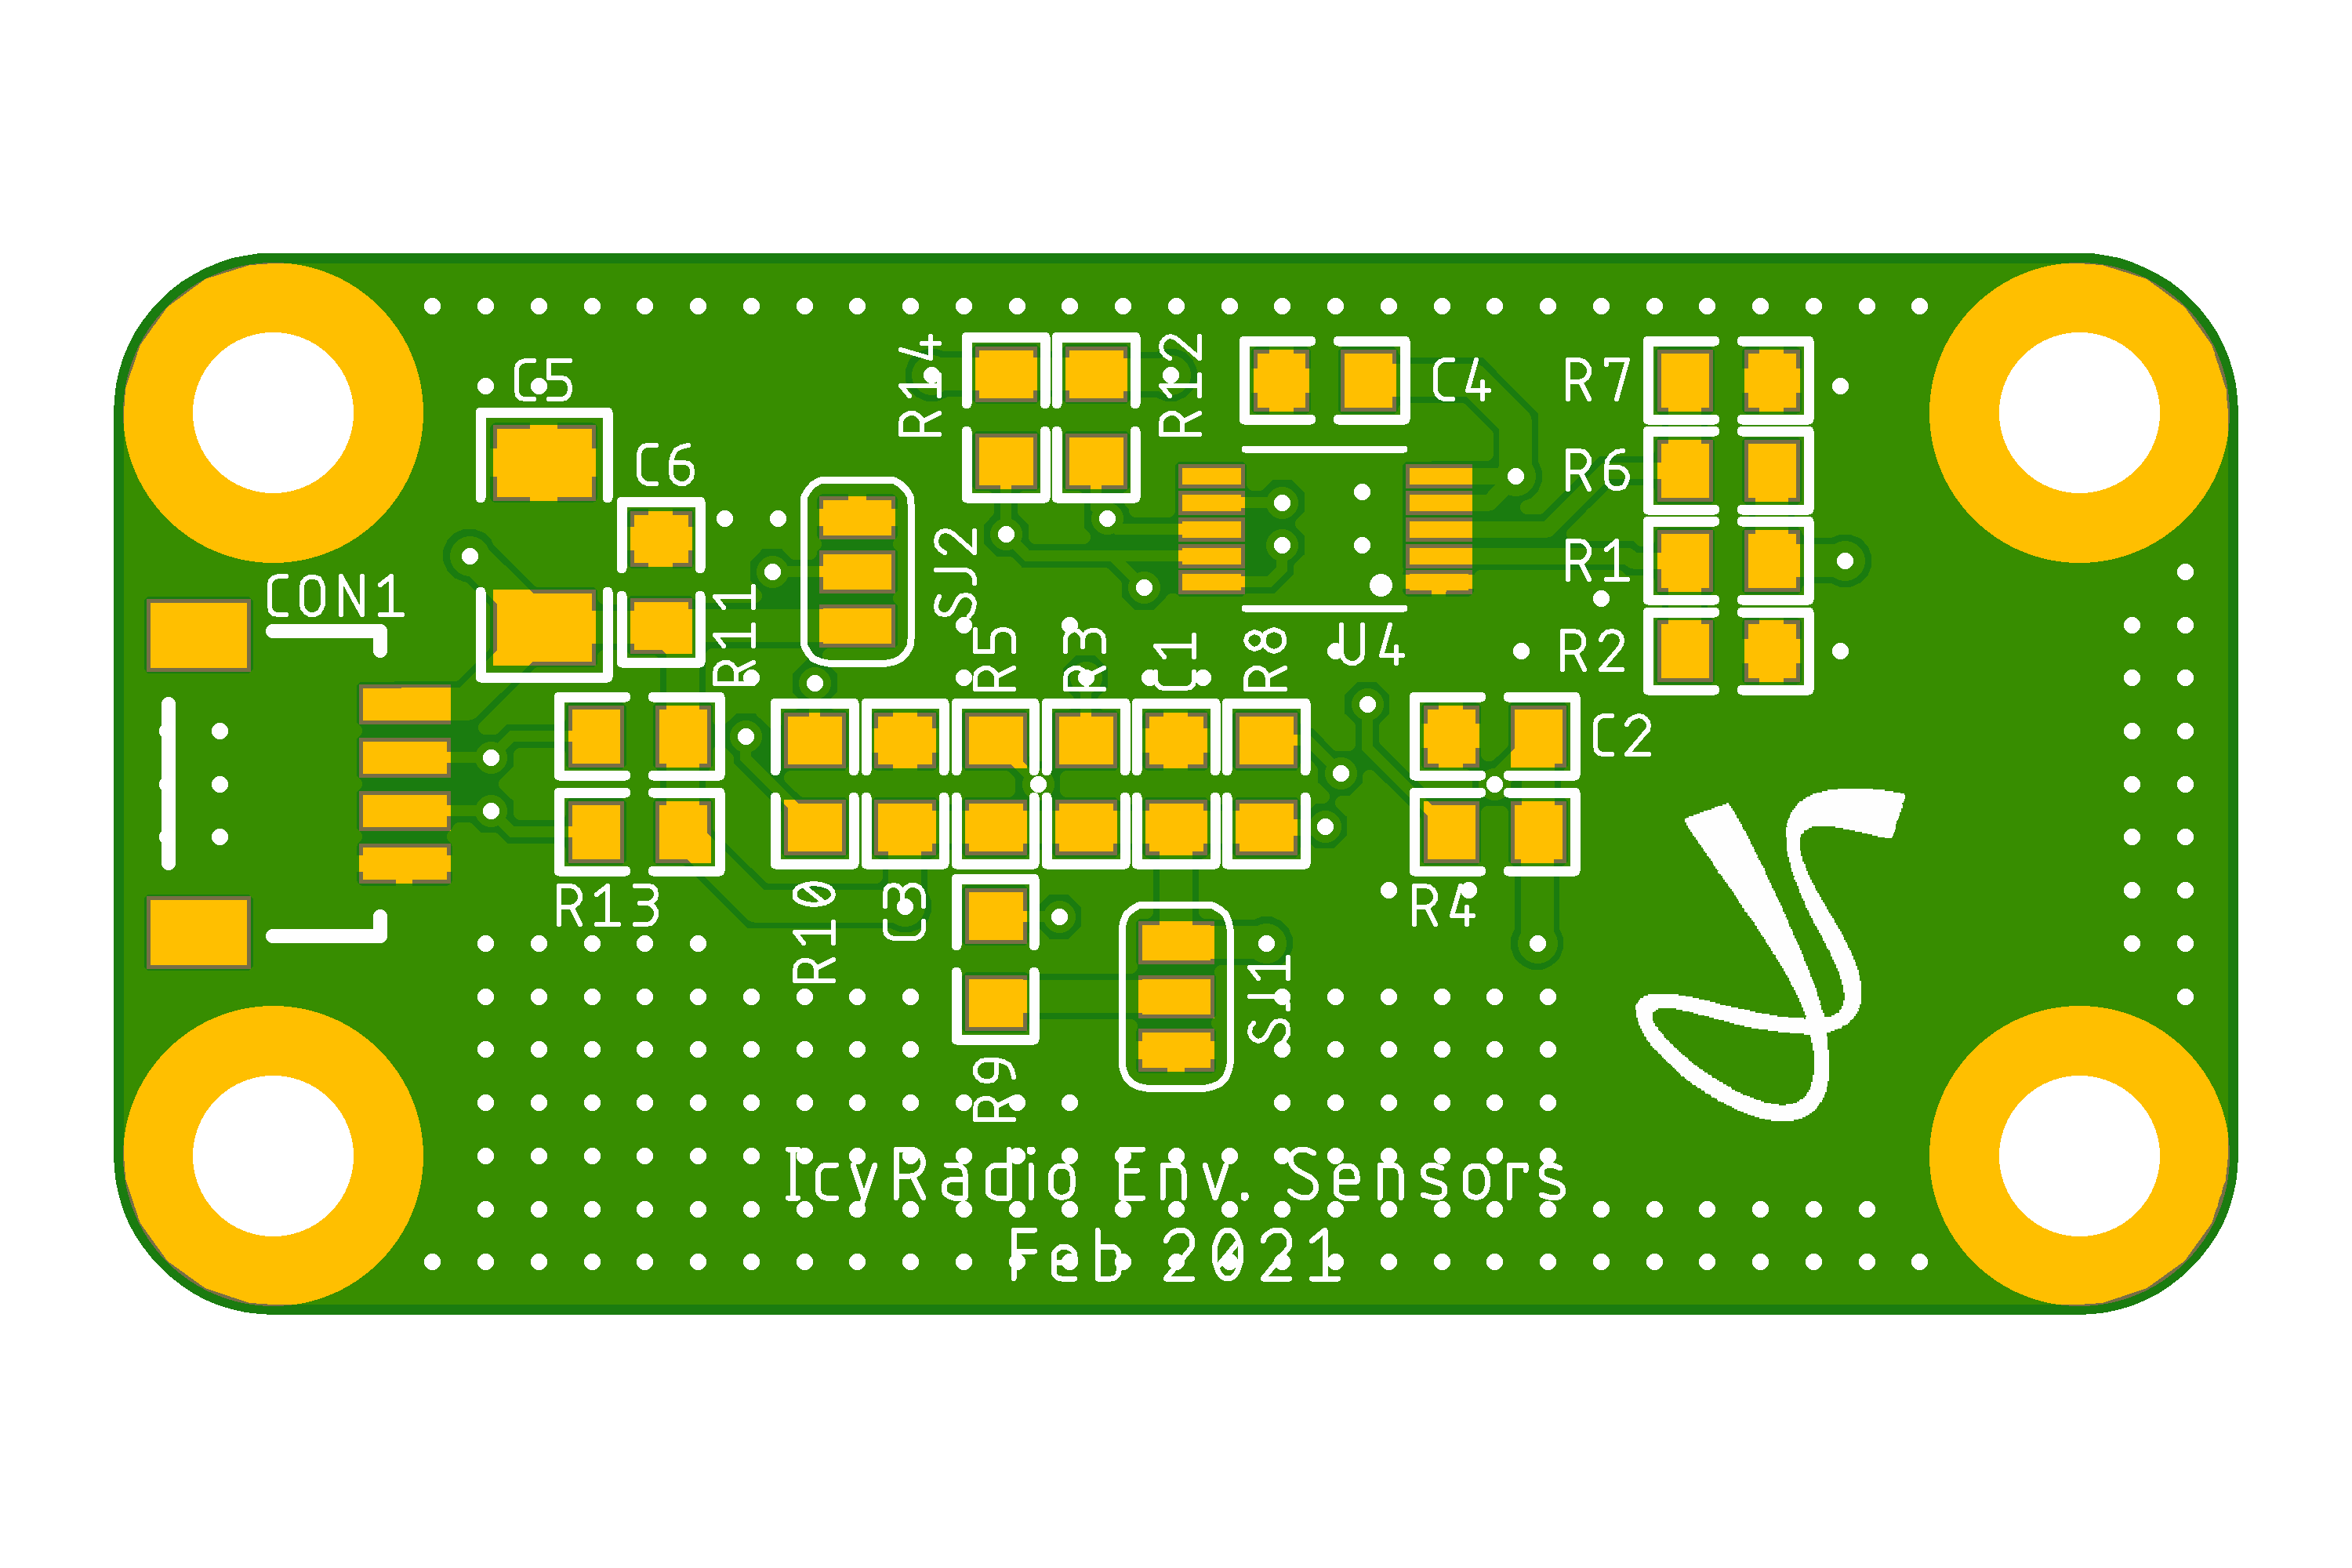 R14
R12
C5
C4
R7
C6
R6
SJ2
R1
CON1
R11
R5
R3
C1
R8
U4
R2
C2
R13
R10
C3
R4
SJ1
R9
IcyRadio Env. Sensors
Feb 2021